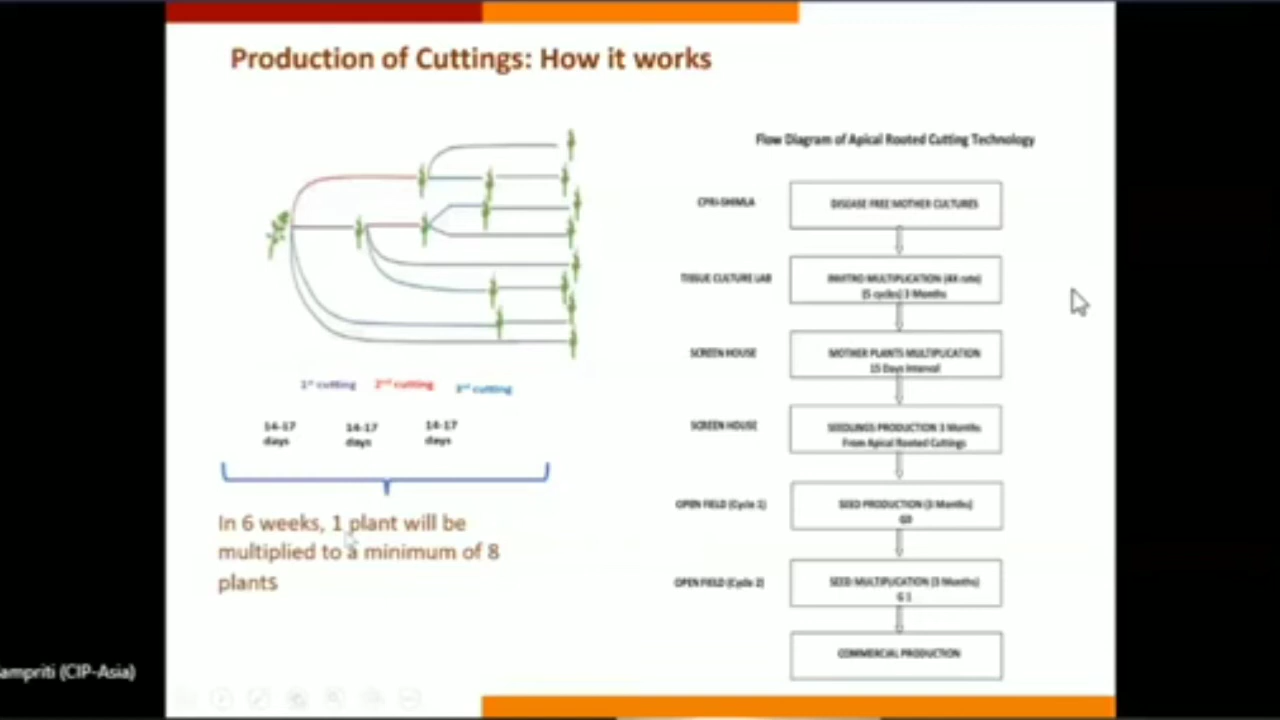 Production of Cuttings: How it works
1st cutting 2nd cutting 3rd cutting
14-17 days
14-17 days
14-17 days
In 6 weeks, 1 plant will be
multiplied to a minimum of 8
plants
Flow Diagram of Apical Rooted Cutting Technology
CPRI-SHIMLA
DISEASE FREE MOTHER CULTURES
TISSUE CULTURE LAB
INVITRO MULTIPLICATION (4X rate)
(5 cycles) 3 Months
SCREEN HOUSE
MOTHER PLANTS MULTIPLICATION
15 Days Interval
SCREEN HOUSE
SEEDLINGS PRODUCTION 3 Months
From Apical Rooted Cuttings
OPEN FIELD (Cycle 1)
SEED PRODUCTION (3 Months)
G0
OPEN FIELD (Cycle 2)
SEED MULTIPLICATION (3 Months)
G 1
COMMERCIAL PRODUCTION
ampriti (CIP-Asia)